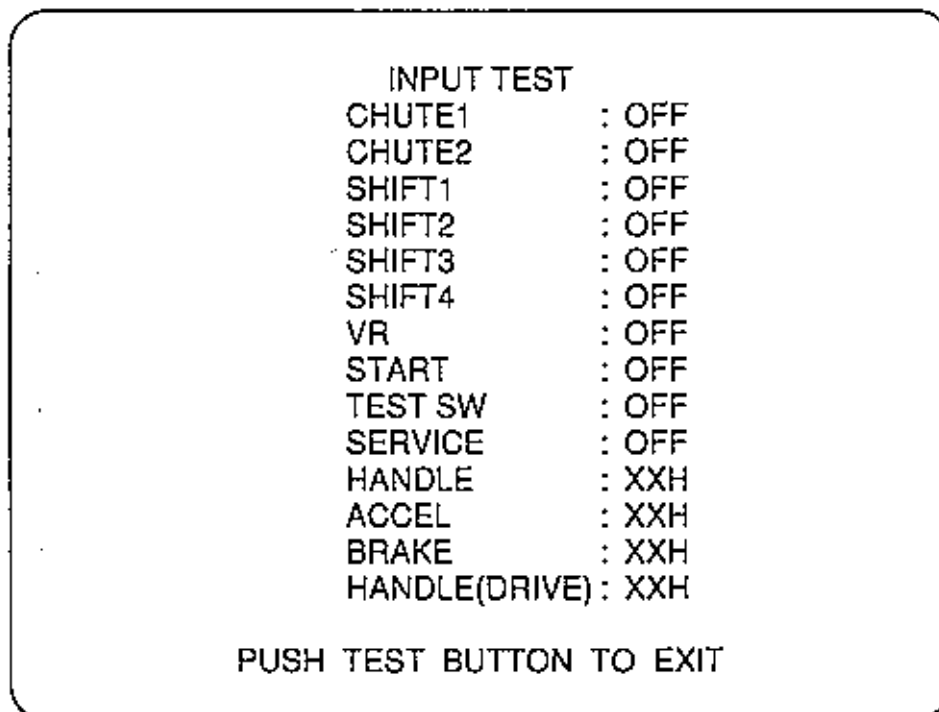 INPUT TEST
CHUTE1 : OFF
CHUTE2 : OFF
SHIFT1 : OFF
SHIFT2 : OFF
SHIFT3 : OFF
SHIFT4 : OFF
VR : OFF
START : OFF
TEST SW : OFF
SERVICE : OFF
HANDLE : XXH
ACCEL : XXH
BRAKE : XXH
HANDLE(DRIVE) : XXH
PUSH TEST BUTTON TO EXIT